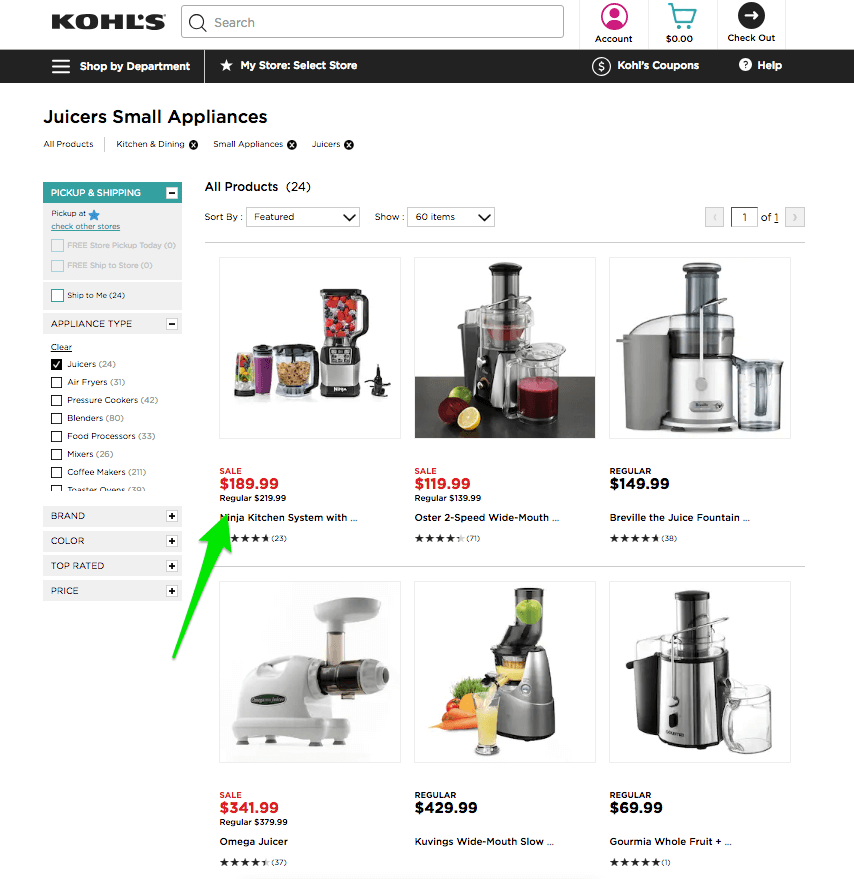 KOHL'S
Search
Account
$0.00
Check Out
Shop by Department
My Store: Select Store
$
Kohl's Coupons
? Help
Juicers Small Appliances
All Products
Kitchen & Dining
Small Appliances
Juicers
PICKUP & SHIPPING
Pickup at
check other stores
FREE Store Pickup Today (0)
FREE Ship to Store (0)
Ship to Me (24)
APPLIANCE TYPE
Clear
Juicers (24)
Air Fryers (31)
Pressure Cookers (42)
Blenders (80)
Food Processors (33)
Mixers (26)
Coffee Makers (211)
Toaster Ovens (39)
BRAND
COLOR
TOP RATED
PRICE
All Products (24)
Sort By : Featured Show : 60 items
1 of 1
NINJA
Breville
SALE
$189.99
Regular $219.99
Ninja Kitchen System with ...
(23)
SALE
$119.99
Regular $139.99
Oster 2-Speed Wide-Mouth ...
(71)
REGULAR
$149.99
Breville the Juice Fountain ...
(38)
Omega Juicer
gourmia
SALE
$341.99
Regular $379.99
Omega Juicer
(37)
REGULAR
$429.99
Kuvings Wide-Mouth Slow ...
REGULAR
$69.99
Gourmia Whole Fruit + ...
(1)